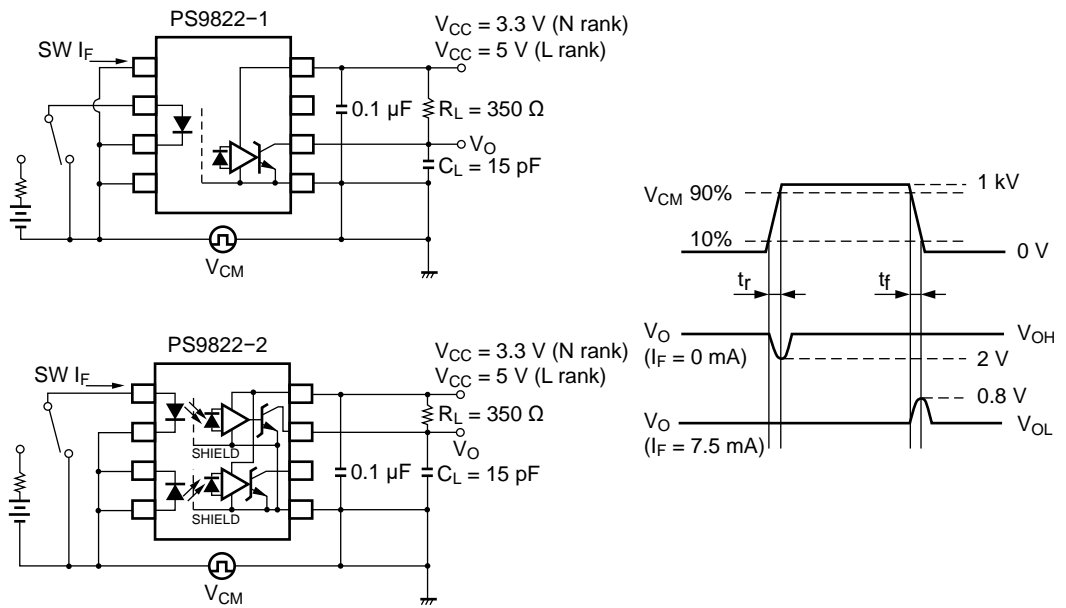 PS9822−1
V_CC = 3.3 V (N rank)
V_CC = 5 V (L rank)
SW I_F
0.1 µF
R_L = 350 Ω
V_O
C_L = 15 pF
V_CM
PS9822−2
V_CC = 3.3 V (N rank)
V_CC = 5 V (L rank)
SW I_F
R_L = 350 Ω
V_O
SHIELD
0.1 µF
C_L = 15 pF
SHIELD
V_CM
V_CM 90%
1 kV
10%
0 V
t_r
t_f
V_O
(I_F = 0 mA)
V_OH
2 V
0.8 V
V_O
(I_F = 7.5 mA)
V_OL